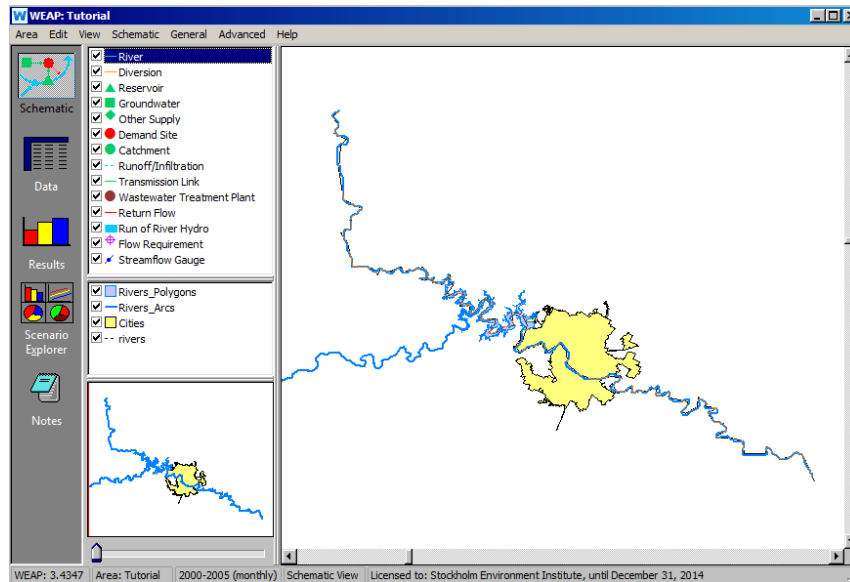 WEAP: Tutorial
Area Edit View Schematic General Advanced Help
Schematic
Data
Results
Scenario
Explorer
Notes
River
Diversion
Reservoir
Groundwater
Other Supply
Demand Site
Catchment
Runoff/Infiltration
Transmission Link
Wastewater Treatment Plant
Return Flow
Run of River Hydro
Flow Requirement
Streamflow Gauge
Rivers_Polygons
Rivers_Arcs
Cities
rivers
WEAP: 3.4347 Area: Tutorial 2000-2005 (monthly) Schematic View Licensed to: Stockholm Environment Institute, until December 31, 2014